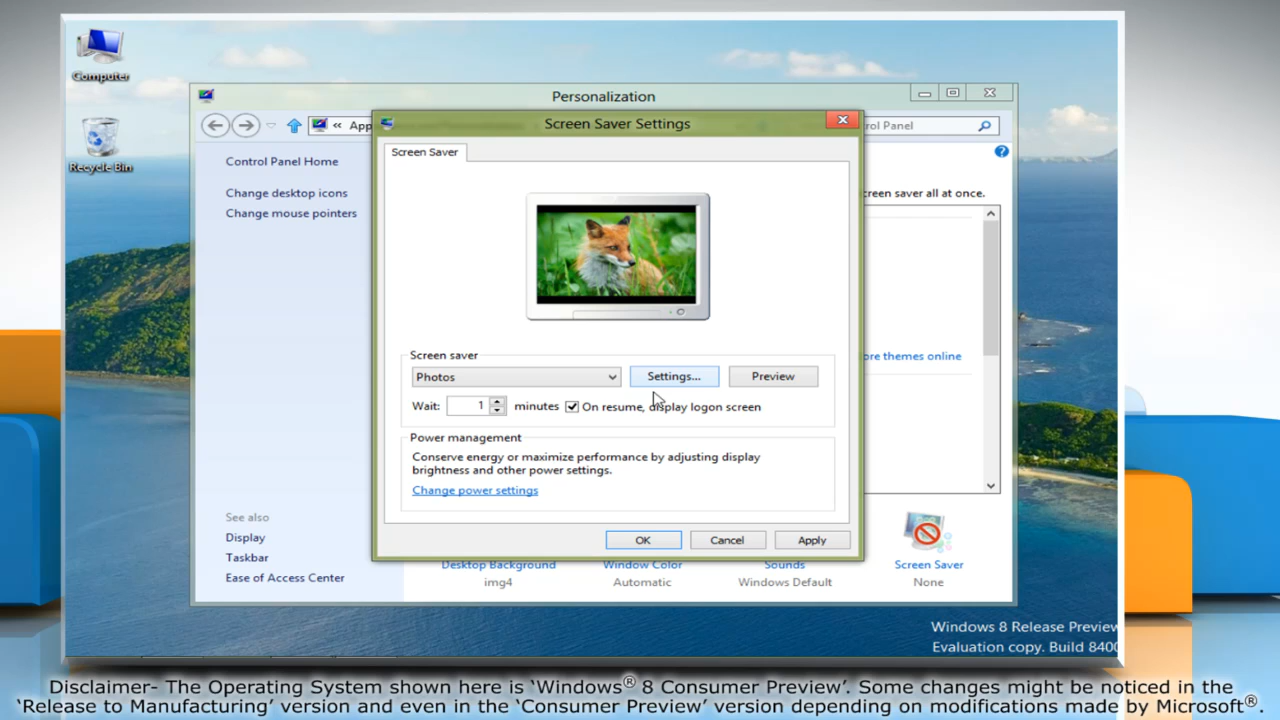 Computer
Recycle Bin
Personalization
« App
rol Panel
Screen Saver Settings
Control Panel Home
Change desktop icons
Change mouse pointers
Screen Saver
creen saver all at once.
Screen saver
Photos
Settings...
Preview
Wait: 1 minutes On resume, display logon screen
Power management
Conserve energy or maximize performance by adjusting display
brightness and other power settings.
Change power settings
ore themes online
OK
Cancel
Apply
See also
Display
Taskbar
Ease of Access Center
Desktop Background
img4
Window Color
Automatic
Sounds
Windows Default
Screen Saver
None
Windows 8 Release Preview
Evaluation copy. Build 8400
Disclaimer- The Operating System shown here is ‘Windows® 8 Consumer Preview’. Some changes might be noticed in the
‘Release to Manufacturing’ version and even in the ‘Consumer Preview’ version depending on modifications made by Microsoft®.